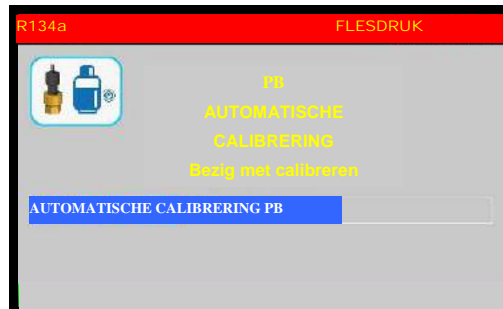 R134a FLESDRUK
PB
AUTOMATISCHE
CALIBRERING
Bezig met calibreren
AUTOMATISCHE CALIBRERING PB